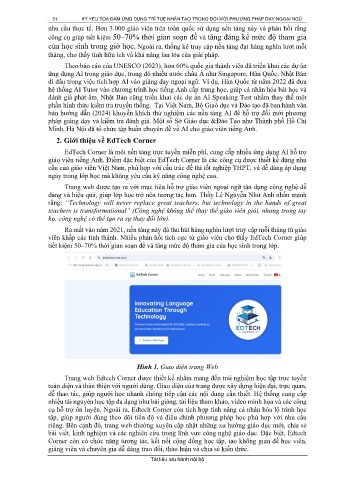 51 KỶ YẾU TỌA ĐÀM ỨNG DỤNG TRÍ TUỆ NHÂN TẠO TRONG ĐỔI MỚI PHƯƠNG PHÁP DẠY NGOẠI NGỮ
nhu cầu thực tế. Hơn 3.000 giáo viên trên toàn quốc sử dụng nền tảng này và phản hồi rằng
công cụ giúp tiết kiệm 50–70% thời gian soạn đề và tăng đáng kể mức độ tham gia
của học sinh trong giờ học. Ngoài ra, thống kê truy cập nền tảng đạt hàng nghìn lượt mỗi
tháng, cho thấy tính hữu ích và khả năng lan tỏa của giải pháp.
Theo báo cáo của UNESCO (2023), hơn 60% quốc gia thành viên đã triển khai các dự án
ứng dụng AI trong giáo dục, trong đó nhiều nước châu Á như Singapore, Hàn Quốc, Nhật Bản
đi đầu trong việc tích hợp AI vào giảng dạy ngoại ngữ. Ví dụ, Hàn Quốc từ năm 2022 đã đưa
hệ thống AI Tutor vào chương trình học tiếng Anh cấp trung học, giúp cá nhân hóa bài học và
đánh giá phát âm. Nhật Bản cũng triển khai các dự án AI Speaking Test nhằm thay thế một
phần hình thức kiểm tra truyền thống. Tại Việt Nam, Bộ Giáo dục và Đào tạo đã ban hành văn
bản hướng dẫn (2024) khuyến khích thử nghiệm các nền tảng AI để hỗ trợ đổi mới phương
pháp giảng dạy và kiểm tra đánh giá. Một số Sở Giáo dục &Đào Tạo như Thành phố Hồ Chí
Minh, Hà Nội đã tổ chức tập huấn chuyên đề về AI cho giáo viên tiếng Anh.
2. Giới thiệu về EdTech Corner
EdTech Corner là một nền tảng trực tuyến miễn phí, cung cấp nhiều ứng dụng AI hỗ trợ
giáo viên tiếng Anh. Điểm đặc biệt của EdTech Corner là các công cụ được thiết kế đúng nhu
cầu của giáo viên Việt Nam, phù hợp với cấu trúc đề thi tốt nghiệp THPT, và dễ dàng áp dụng
ngay trong lớp học mà không yêu cầu kỹ năng công nghệ cao.
Trang web được tạo ra với mục tiêu hỗ trợ giáo viên ngoại ngữ tận dụng công nghệ dễ
dàng và hiệu quả, giúp lớp học trở nên tương tác hơn. Thầy Lê Nguyễn Như Anh nhấn mạnh
rằng: “Technology will never replace great teachers, but technology in the hands of great
teachers is transformational” (Công nghệ không thể thay thế giáo viên giỏi, nhưng trong tay
họ, công nghệ có thể tạo ra sự thay đổi lớn).
Ra mắt vào năm 2021, nền tảng này đã thu hút hàng nghìn lượt truy cập mỗi tháng từ giáo
viên khắp các tỉnh thành. Nhiều phản hồi tích cực từ giáo viên cho thấy EdTech Corner giúp
tiết kiệm 50–70% thời gian soạn đề và tăng mức độ tham gia của học sinh trong lớp.
EdTech Corner
Innovating Language
Education Through
Technology
EDTECH
Hình 1. Giao diện trang Web
Trang web Edtech Corner được thiết kế nhằm mang đến trải nghiệm học tập trực tuyến
toàn diện và thân thiện với người dùng. Giao diện của trang được xây dựng hiện đại, trực quan,
dễ thao tác, giúp người học nhanh chóng tiếp cận các nội dung cần thiết. Hệ thống cung cấp
nhiều tài nguyên học tập đa dạng như bài giảng, tài liệu tham khảo, video minh họa và các công
cụ hỗ trợ ôn luyện. Ngoài ra, Edtech Corner còn tích hợp tính năng cá nhân hóa lộ trình học
tập, giúp người dùng theo dõi tiến độ và điều chỉnh phương pháp học phù hợp với nhu cầu
riêng. Bên cạnh đó, trang web thường xuyên cập nhật những xu hướng giáo dục mới, chia sẻ
bài viết, kinh nghiệm và các nghiên cứu trong lĩnh vực công nghệ giáo dục. Đặc biệt, Edtech
Corner còn có chức năng tương tác, kết nối cộng đồng học tập, tạo không gian để học viên,
giảng viên và chuyên gia dễ dàng trao đổi, thảo luận và chia sẻ kiến thức.
Tài liệu lưu hành nội bộ